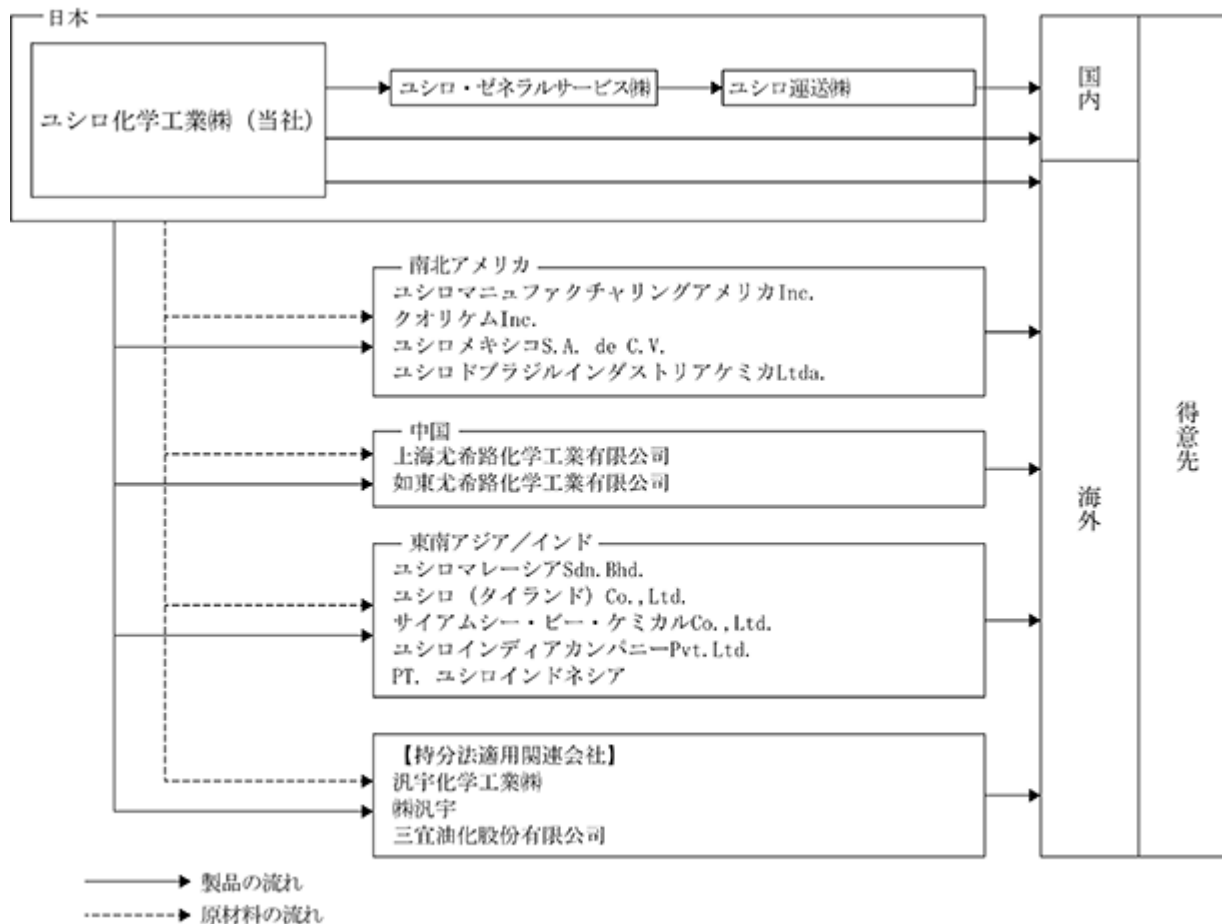 日本
ユシロ化学工業㈱（当社）
ユシロ・ゼネラルサービス㈱
ユシロ運送㈱
国内
海外
得意先
南北アメリカ
ユシロマニュファクチャリングアメリカInc.
クオリケムInc.
ユシロメキシコS.A. de C.V.
ユシロドブラジルインダストリアケミカLtda.
中国
上海尤希路化学工業有限公司
如東尤希路化学工業有限公司
東南アジア／インド
ユシロマレーシアSdn.Bhd.
ユシロ（タイランド）Co.,Ltd.
サイアムシー・ビー・ケミカルCo.,Ltd.
ユシロインディアカンパニーPvt.Ltd.
PT. ユシロインドネシア
【持分法適用関連会社】
汎宇化学工業㈱
㈱汎宇
三宜油化股份有限公司
製品の流れ
原材料の流れ